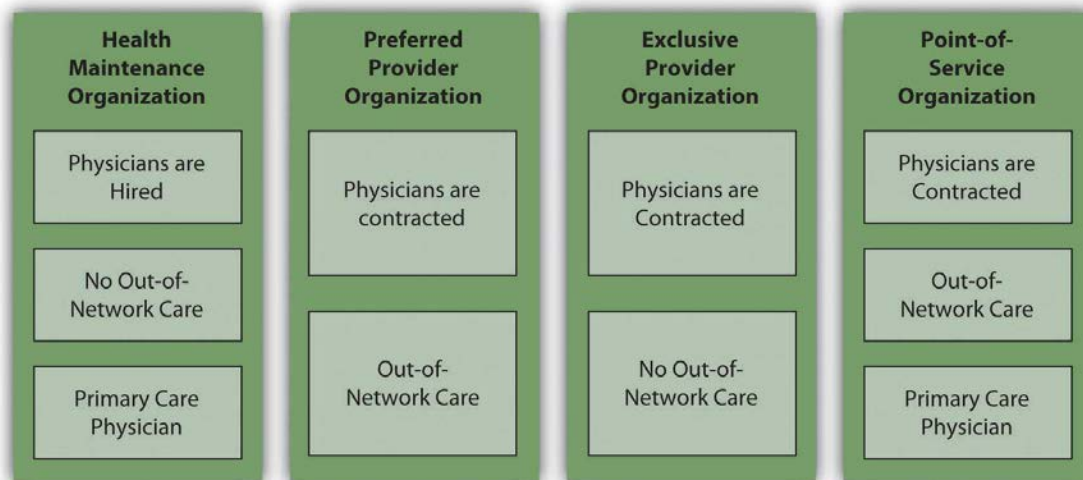 Health
Maintenance
Organization
Physicians are
Hired
No Out-of-
Network Care
Primary Care
Physician
Preferred
Provider
Organization
Physicians are
contracted
Out-of-
Network Care
Exclusive
Provider
Organization
Physicians are
Contracted
No Out-of-
Network Care
Point-of-
Service
Organization
Physicians are
Contracted
Out-of-
Network Care
Primary Care
Physician